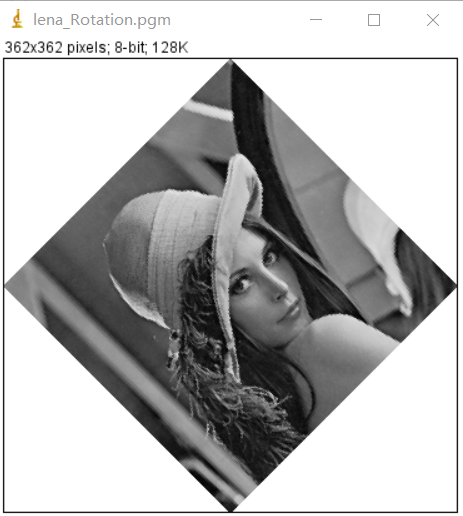 lena_Rotation.pgm
362x362 pixels; 8-bit; 128K